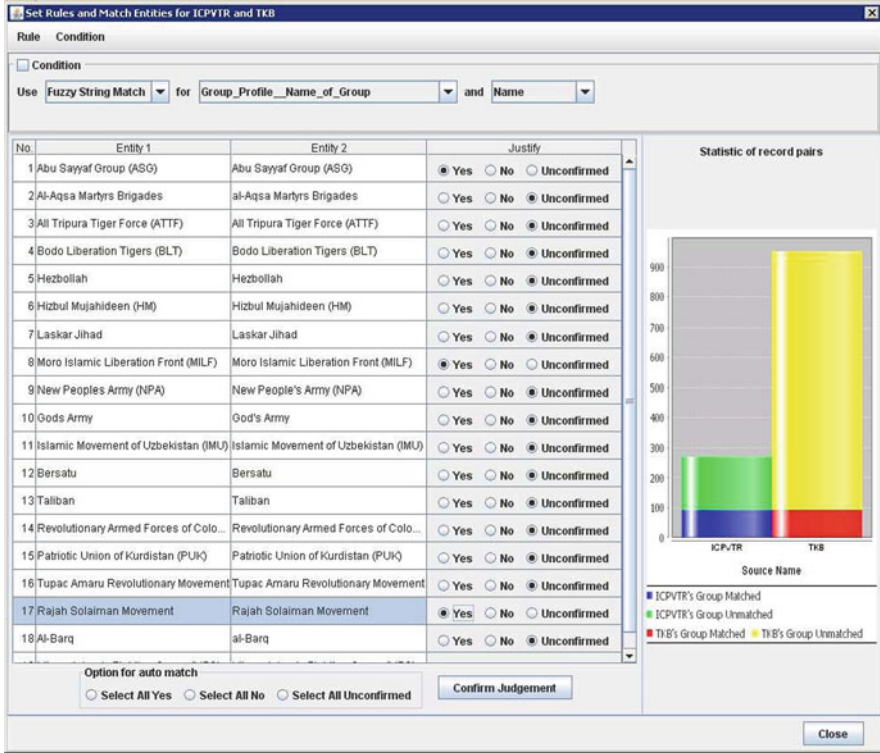 Set Rules and Match Entities for ICPVTR and TKB
Rule Condition
Condition
Use Fuzzy String Match for Group_Profile__Name_of_Group and Name
No. Entity 1 Entity 2 Justify
1 Abu Sayyaf Group (ASG) Abu Sayyaf Group (ASG) Yes No Unconfirmed
2 Al-Aqsa Martyrs Brigades al-Aqsa Martyrs Brigades Yes No Unconfirmed
3 All Tripura Tiger Force (ATTF) All Tripura Tiger Force (ATTF) Yes No Unconfirmed
4 Bodo Liberation Tigers (BLT) Bodo Liberation Tigers (BLT) Yes No Unconfirmed
5 Hezbollah Hezbollah Yes No Unconfirmed
6 Hizbul Mujahideen (HM) Hizbul Mujahideen (HM) Yes No Unconfirmed
7 Laskar Jihad Laskar Jihad Yes No Unconfirmed
8 Moro Islamic Liberation Front (MILF) Moro Islamic Liberation Front (MILF) Yes No Unconfirmed
9 New Peoples Army (NPA) New People's Army (NPA) Yes No Unconfirmed
10 Gods Army God's Army Yes No Unconfirmed
11 Islamic Movement of Uzbekistan (IMU) Islamic Movement of Uzbekistan (IMU) Yes No Unconfirmed
12 Bersatu Bersatu Yes No Unconfirmed
13 Taliban Taliban Yes No Unconfirmed
14 Revolutionary Armed Forces of Colo... Revolutionary Armed Forces of Colo... Yes No Unconfirmed
15 Patriotic Union of Kurdistan (PUK) Patriotic Union of Kurdistan (PUK) Yes No Unconfirmed
16 Tupac Amaru Revolutionary Movement Tupac Amaru Revolutionary Movement Yes No Unconfirmed
17 Rajah Solaiman Movement Rajah Solaiman Movement Yes No Unconfirmed
18 Al-Barq al-Barq Yes No Unconfirmed
Option for auto match
Select All Yes Select All No Select All Unconfirmed
Confirm Judgement
Statistic of record pairs
900
800
700
600
500
400
300
200
100
0
ICPVTR TKB
Source Name
ICPVTR's Group Matched
ICPVTR's Group Unmatched
TKB's Group Matched TKB's Group Unmatched
Close